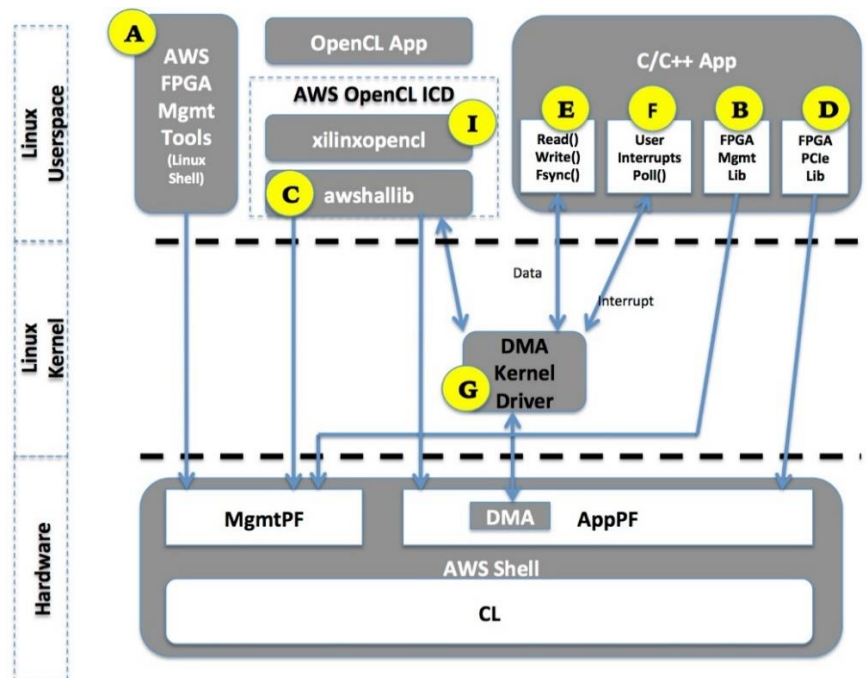 Linux
Userspace
Linux
Kernel
Hardware
A
AWS
FPGA
Mgmt
Tools
(Linux
Shell)
OpenCL App
AWS OpenCL ICD
I
xilinxopencl
C
awshallib
C/C++ App
E
Read()
Write()
Fsync()
F
User
Interrupts
Poll()
B
FPGA
Mgmt
Lib
D
FPGA
PCIe
Lib
Data
Interrupt
DMA
Kernel
Driver
G
MgmtPF
DMA
AppPF
AWS Shell
CL